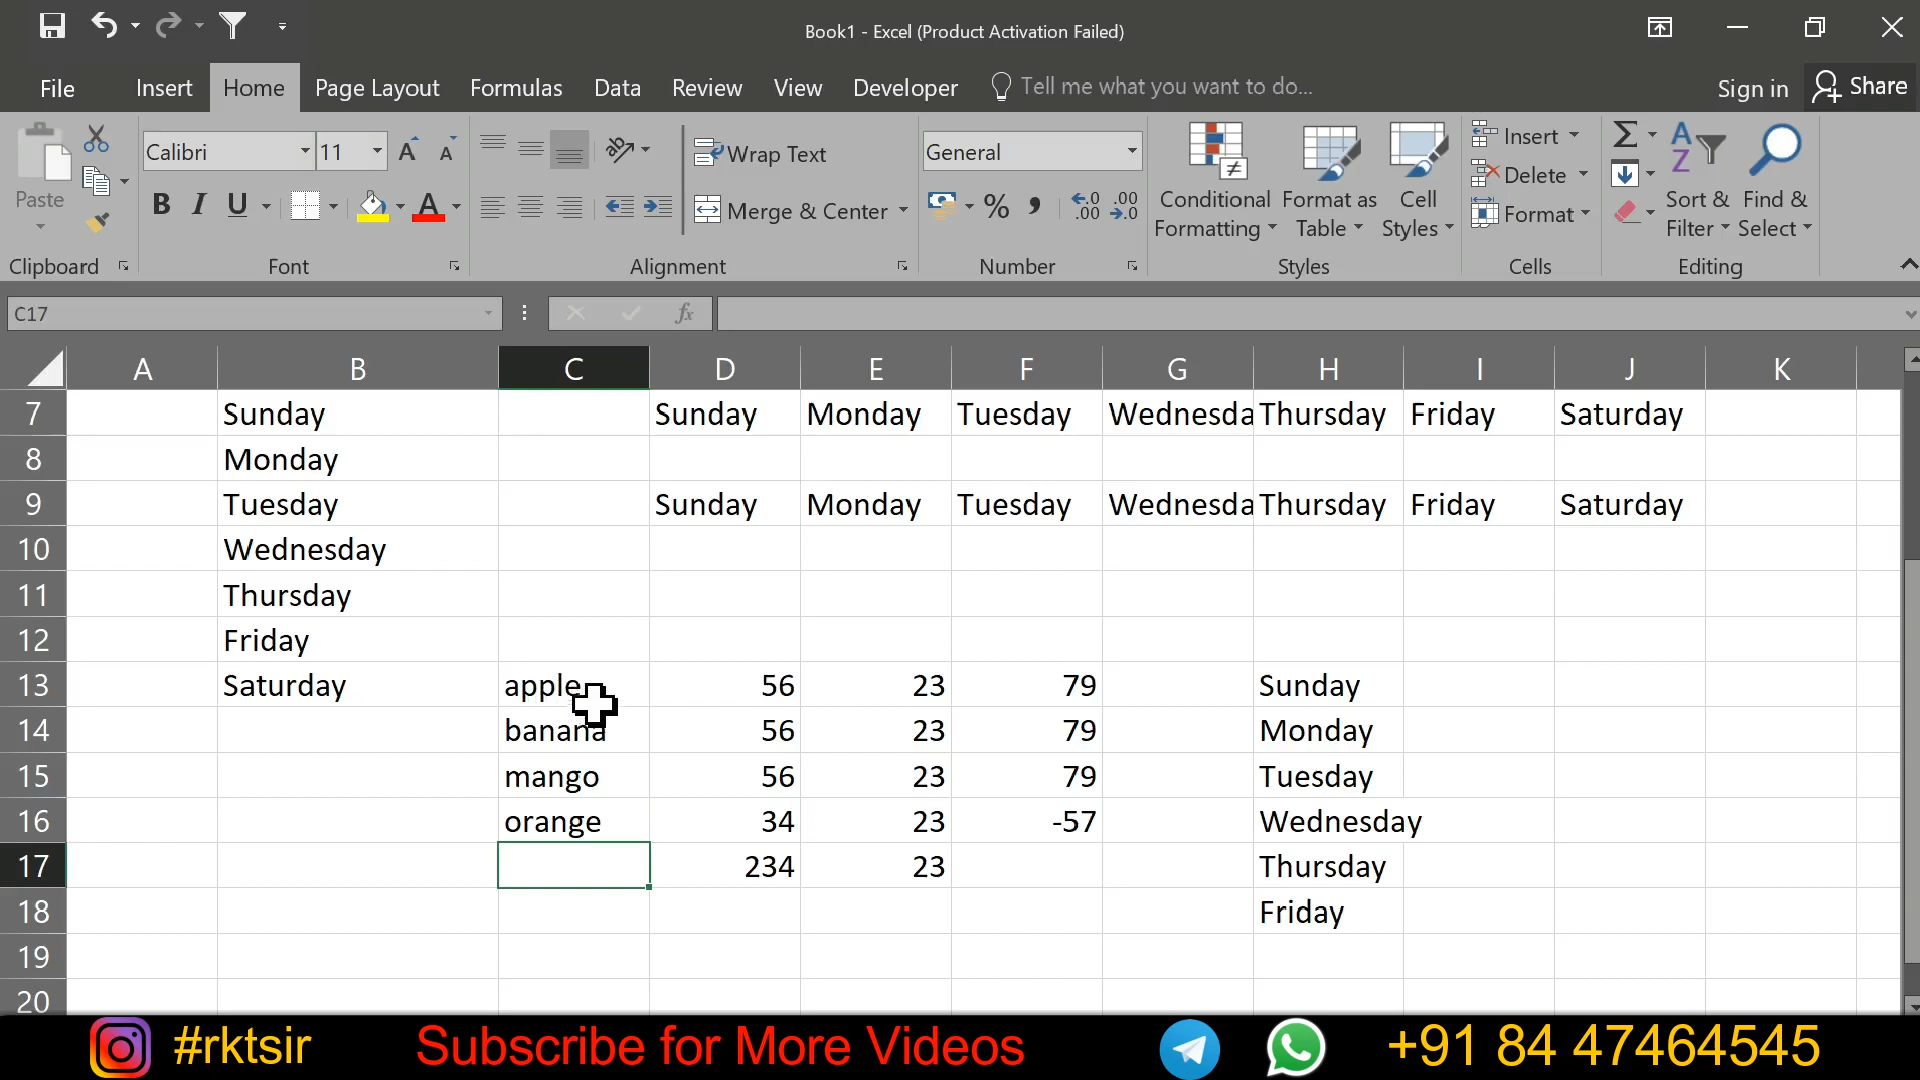 Book1 - Excel (Product Activation Failed)
File Insert Home Page Layout Formulas Data Review View Developer Tell me what you want to do... Sign in Share
Paste
Calibri 11
B I U A
Wrap Text
Merge & Center
General
% .00 .00
Conditional Formatting
Format as Table
Cell Styles
Insert
Delete
Format
Sort & Filter
Find & Select
Clipboard Font Alignment Number Styles Cells Editing
C17 fx
A B C D E F G H I J K
7 Sunday Sunday Monday Tuesday Wednesda Thursday Friday Saturday
8 Monday
9 Tuesday Sunday Monday Tuesday Wednesda Thursday Friday Saturday
10 Wednesday
11 Thursday
12 Friday
13 Saturday apple 56 23 79 Sunday
14 banana 56 23 79 Monday
15 mango 56 23 79 Tuesday
16 orange 34 23 -57 Wednesday
17 234 23 Thursday
18 Friday
19
20
#rktsir Subscribe for More Videos +91 84 47464545